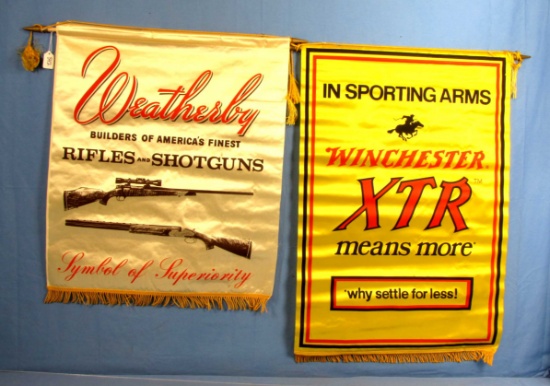 Weatherby
BUILDERS OF AMERICA'S FINEST
RIFLES AND SHOTGUNS
Symbol of Superiority
IN SPORTING ARMS
WINCHESTER
XTR™
means more
"why settle for less!